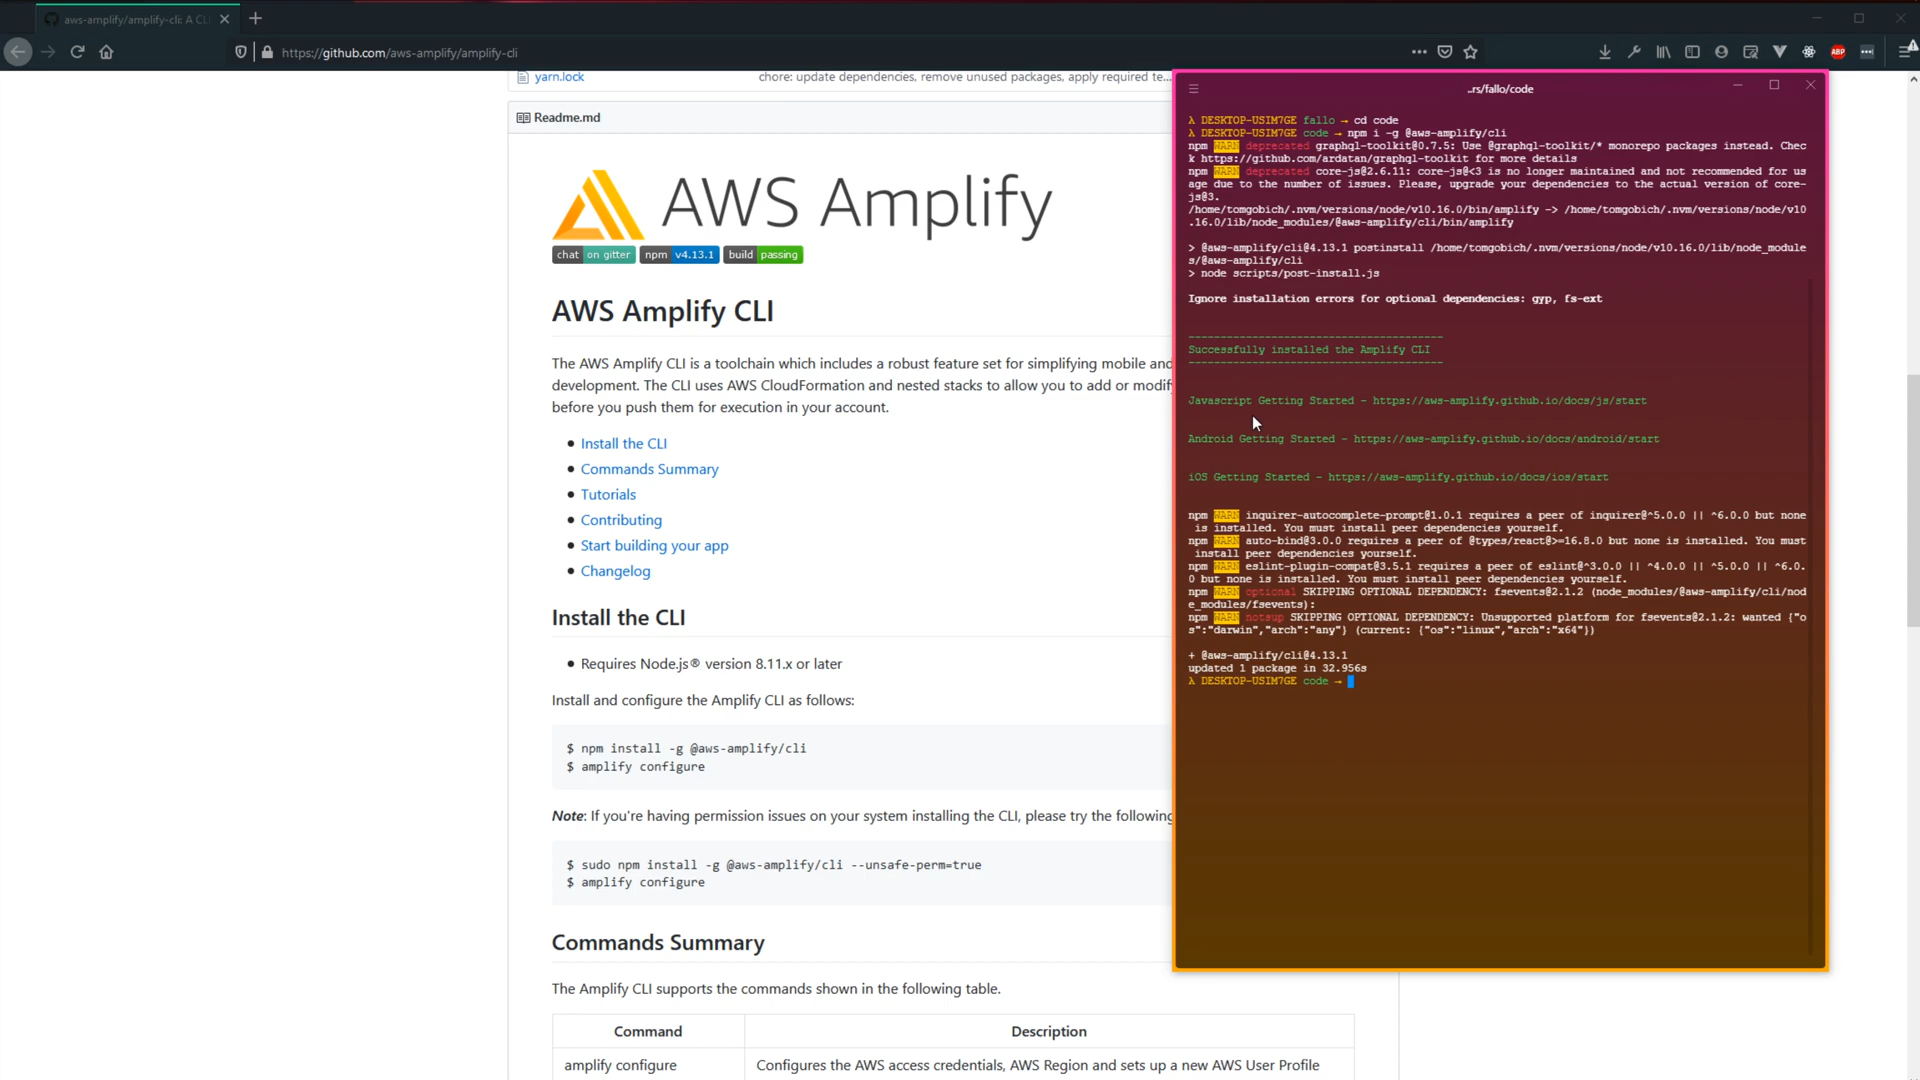 aws-amplify/amplify-cli: A CL
https://github.com/aws-amplify/amplify-cli
ABP
yarn.lock
chore: update dependencies, remove unused packages, apply required te...
Readme.md
AWS Amplify
chat on gitter npm v4.13.1 build passing
AWS Amplify CLI
The AWS Amplify CLI is a toolchain which includes a robust feature set for simplifying mobile and
development. The CLI uses AWS CloudFormation and nested stacks to allow you to add or modify
before you push them for execution in your account.
Install the CLI
Commands Summary
Tutorials
Contributing
Start building your app
Changelog
Install the CLI
Requires Node.js® version 8.11.x or later
Install and configure the Amplify CLI as follows:
$ npm install -g @aws-amplify/cli
$ amplify configure
Note: If you're having permission issues on your system installing the CLI, please try the following
$ sudo npm install -g @aws-amplify/cli --unsafe-perm=true
$ amplify configure
Commands Summary
The Amplify CLI supports the commands shown in the following table.
Command Description
amplify configure Configures the AWS access credentials, AWS Region and sets up a new AWS User Profile
..rs/fallo/code
λ DESKTOP-USIM7GE fallo → cd code
λ DESKTOP-USIM7GE code → npm i -g @aws-amplify/cli
npm WARN deprecated graphql-toolkit@0.7.5: Use @graphql-toolkit/* monorepo packages instead. Chec
k https://github.com/ardatan/graphql-toolkit for more details
npm WARN deprecated core-js@2.6.11: core-js@<3 is no longer maintained and not recommended for us
age due to the number of issues. Please, upgrade your dependencies to the actual version of core-
js@3.
/home/tomgobich/.nvm/versions/node/v10.16.0/bin/amplify -> /home/tomgobich/.nvm/versions/node/v10
.16.0/lib/node_modules/@aws-amplify/cli/bin/amplify
> @aws-amplify/cli@4.13.1 postinstall /home/tomgobich/.nvm/versions/node/v10.16.0/lib/node_module
s/@aws-amplify/cli
> node scripts/post-install.js
Ignore installation errors for optional dependencies: gyp, fs-ext
----------------------------------------
Successfully installed the Amplify CLI
----------------------------------------
Javascript Getting Started - https://aws-amplify.github.io/docs/js/start
Android Getting Started - https://aws-amplify.github.io/docs/android/start
iOS Getting Started - https://aws-amplify.github.io/docs/ios/start
npm WARN inquirer-autocomplete-prompt@1.0.1 requires a peer of inquirer@^5.0.0 || ^6.0.0 but none
is installed. You must install peer dependencies yourself.
npm WARN auto-bind@3.0.0 requires a peer of @types/react@>=16.8.0 but none is installed. You must
install peer dependencies yourself.
npm WARN eslint-plugin-compat@3.5.1 requires a peer of eslint@^3.0.0 || ^4.0.0 || ^5.0.0 || ^6.0.
0 but none is installed. You must install peer dependencies yourself.
npm WARN optional SKIPPING OPTIONAL DEPENDENCY: fsevents@2.1.2 (node_modules/@aws-amplify/cli/nod
e_modules/fsevents):
npm WARN notsup SKIPPING OPTIONAL DEPENDENCY: Unsupported platform for fsevents@2.1.2: wanted {"o
s":"darwin","arch":"any"} (current: {"os":"linux","arch":"x64"})
+ @aws-amplify/cli@4.13.1
updated 1 package in 32.956s
λ DESKTOP-USIM7GE code →